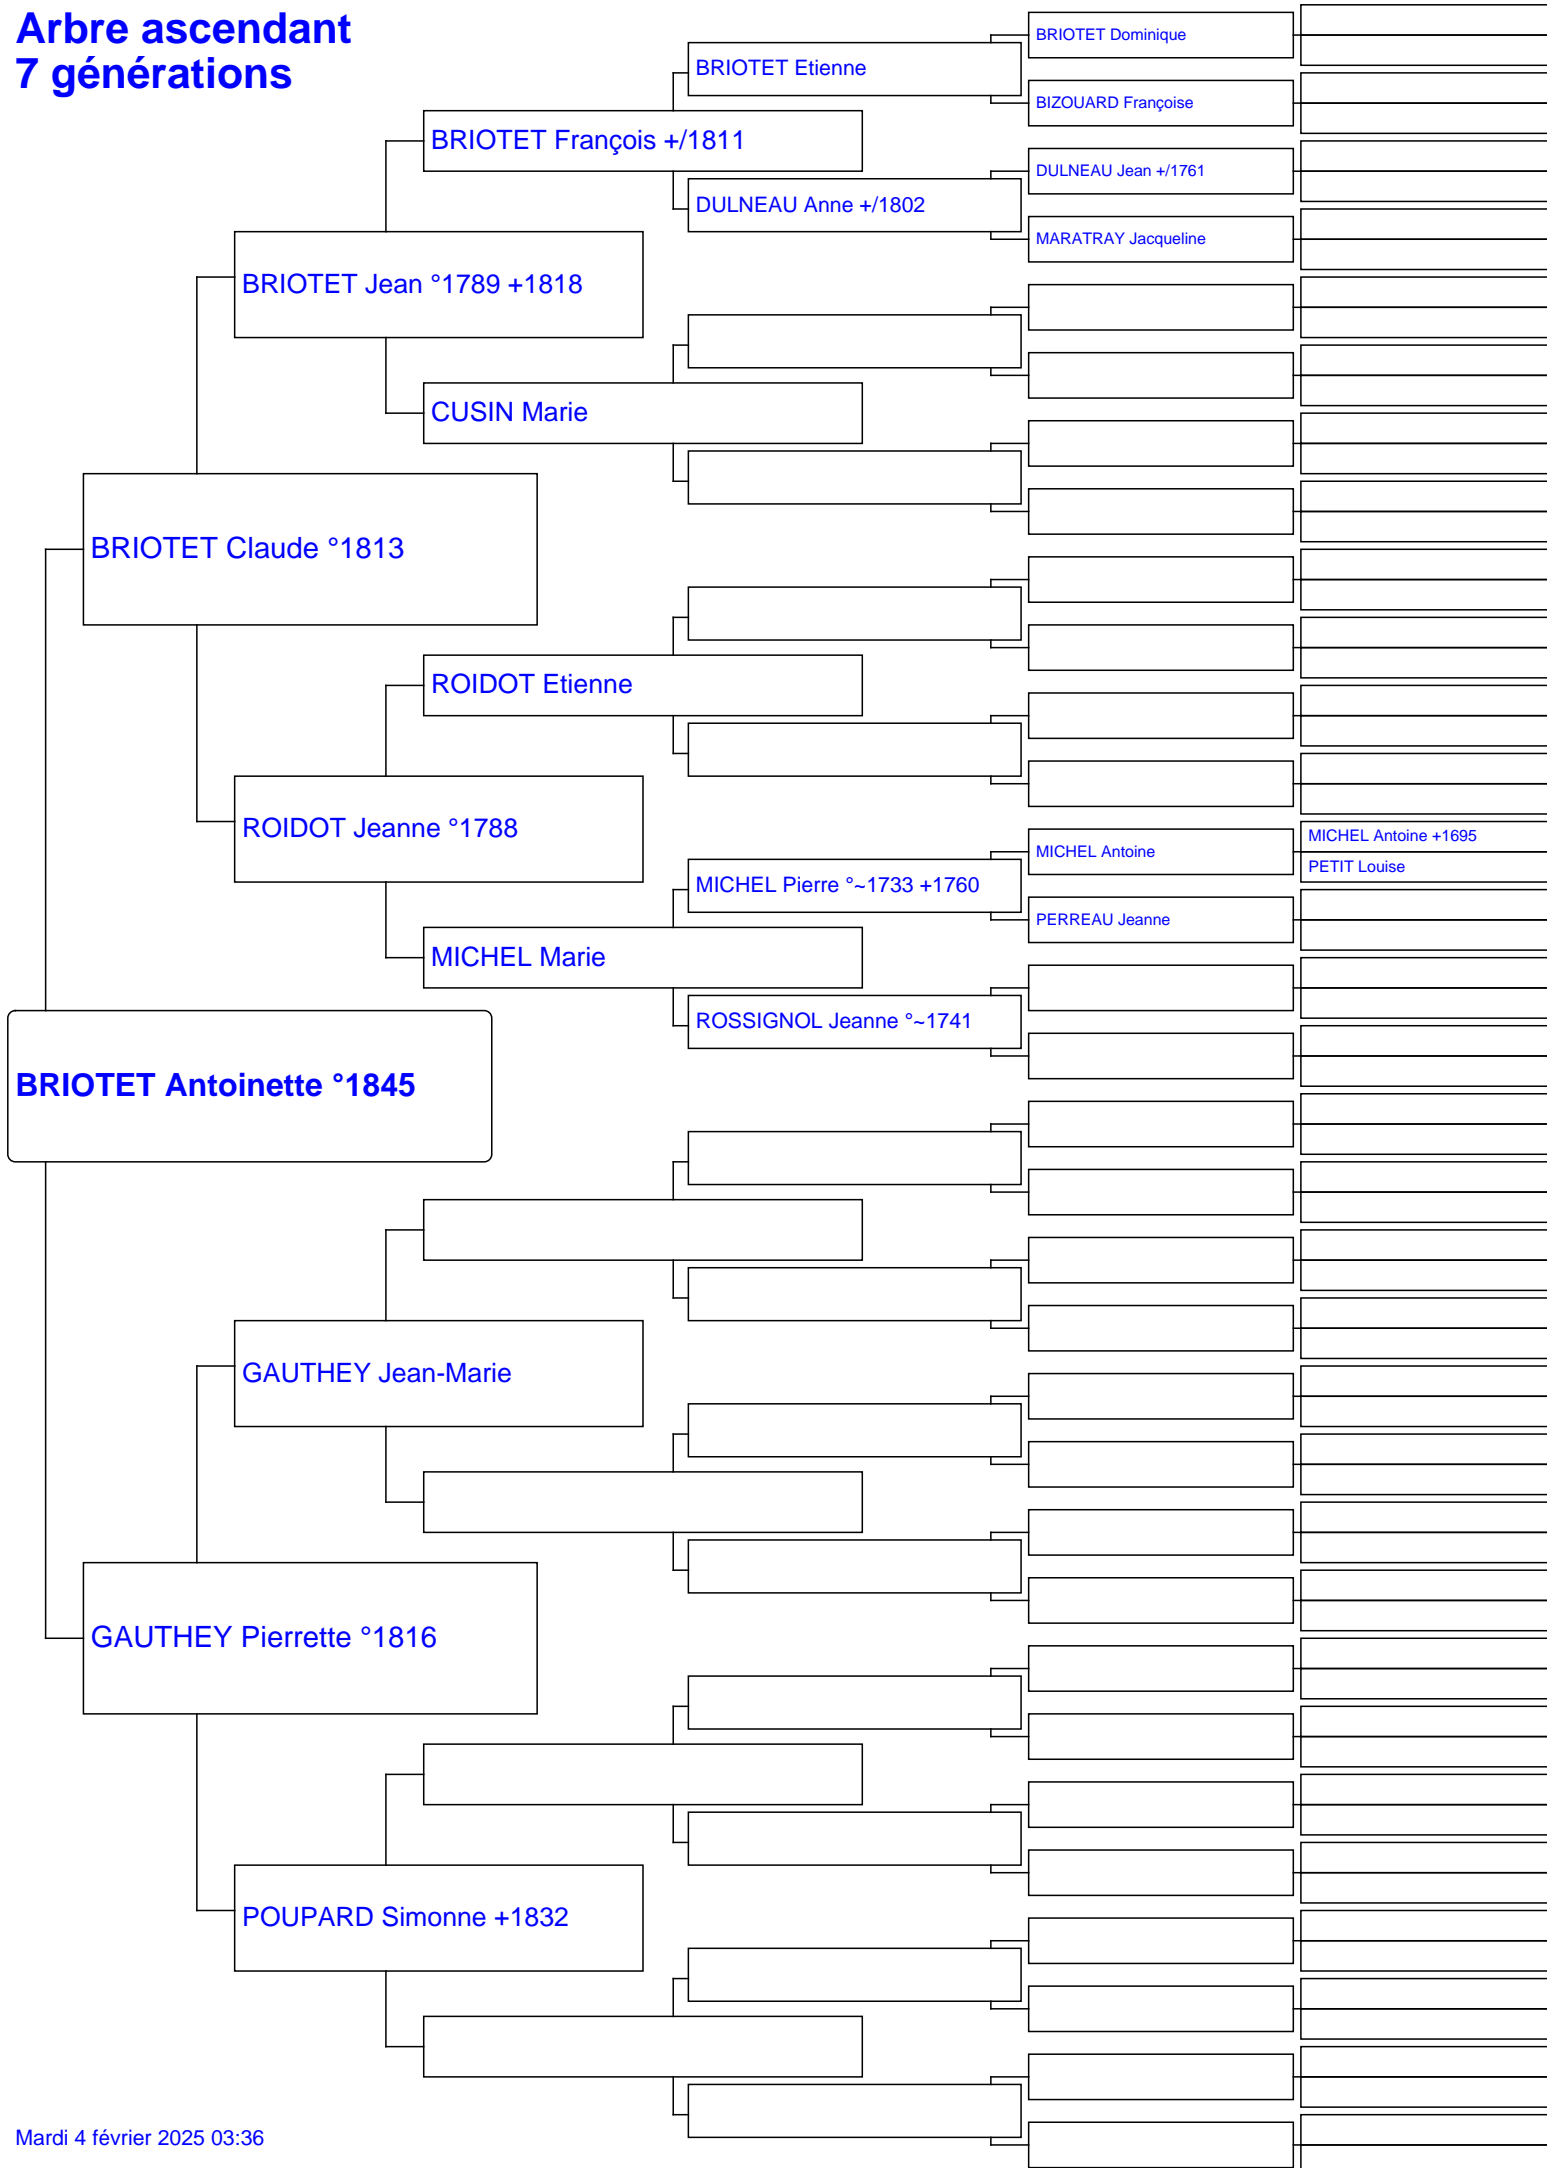 Arbre ascendant
7 générations
BRIOTET Dominique
BRIOTET Etienne
BIZOUARD Françoise
BRIOTET François +/1811
DULNEAU Jean +/1761
DULNEAU Anne +/1802
MARATRAY Jacqueline
BRIOTET Jean °1789 +1818
CUSIN Marie
BRIOTET Claude °1813
ROIDOT Etienne
ROIDOT Jeanne °1788
MICHEL Antoine +1695
MICHEL Antoine
PETIT Louise
MICHEL Pierre °~1733 +1760
PERREAU Jeanne
MICHEL Marie
ROSSIGNOL Jeanne °~1741
BRIOTET Antoinette °1845
GAUTHEY Jean-Marie
GAUTHEY Pierrette °1816
POUPARD Simonne +1832
Mardi 4 février 2025 03:36